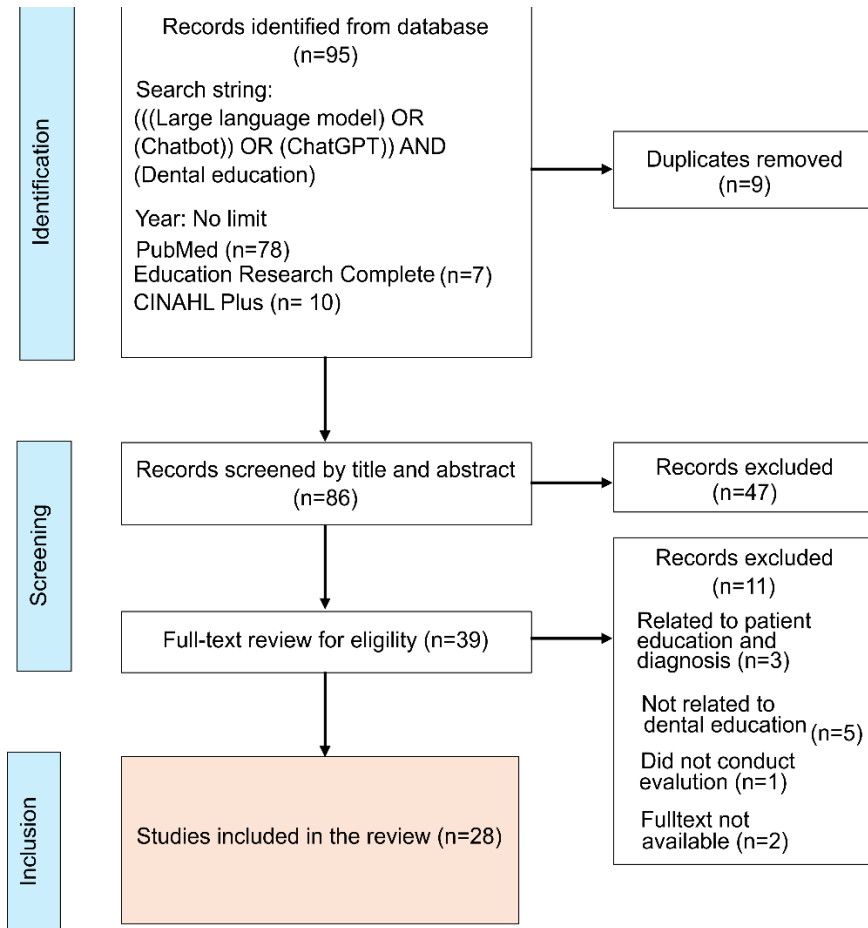 Identification
Records identified from database
(n=95)
Search string:
(((Large language model) OR
(Chatbot)) OR (ChatGPT)) AND
(Dental education)
Year: No limit
PubMed (n=78)
Education Research Complete (n=7)
CINAHL Plus (n= 10)
Duplicates removed
(n=9)
Screening
Records screened by title and abstract
(n=86)
Records excluded
(n=47)
Full-text review for eligility (n=39)
Records excluded
(n=11)
Related to patient
education and
diagnosis (n=3)
Not related to
dental education (n=5)
Did not conduct
evalution (n=1)
Fulltext not
available (n=2)
Inclusion
Studies included in the review (n=28)